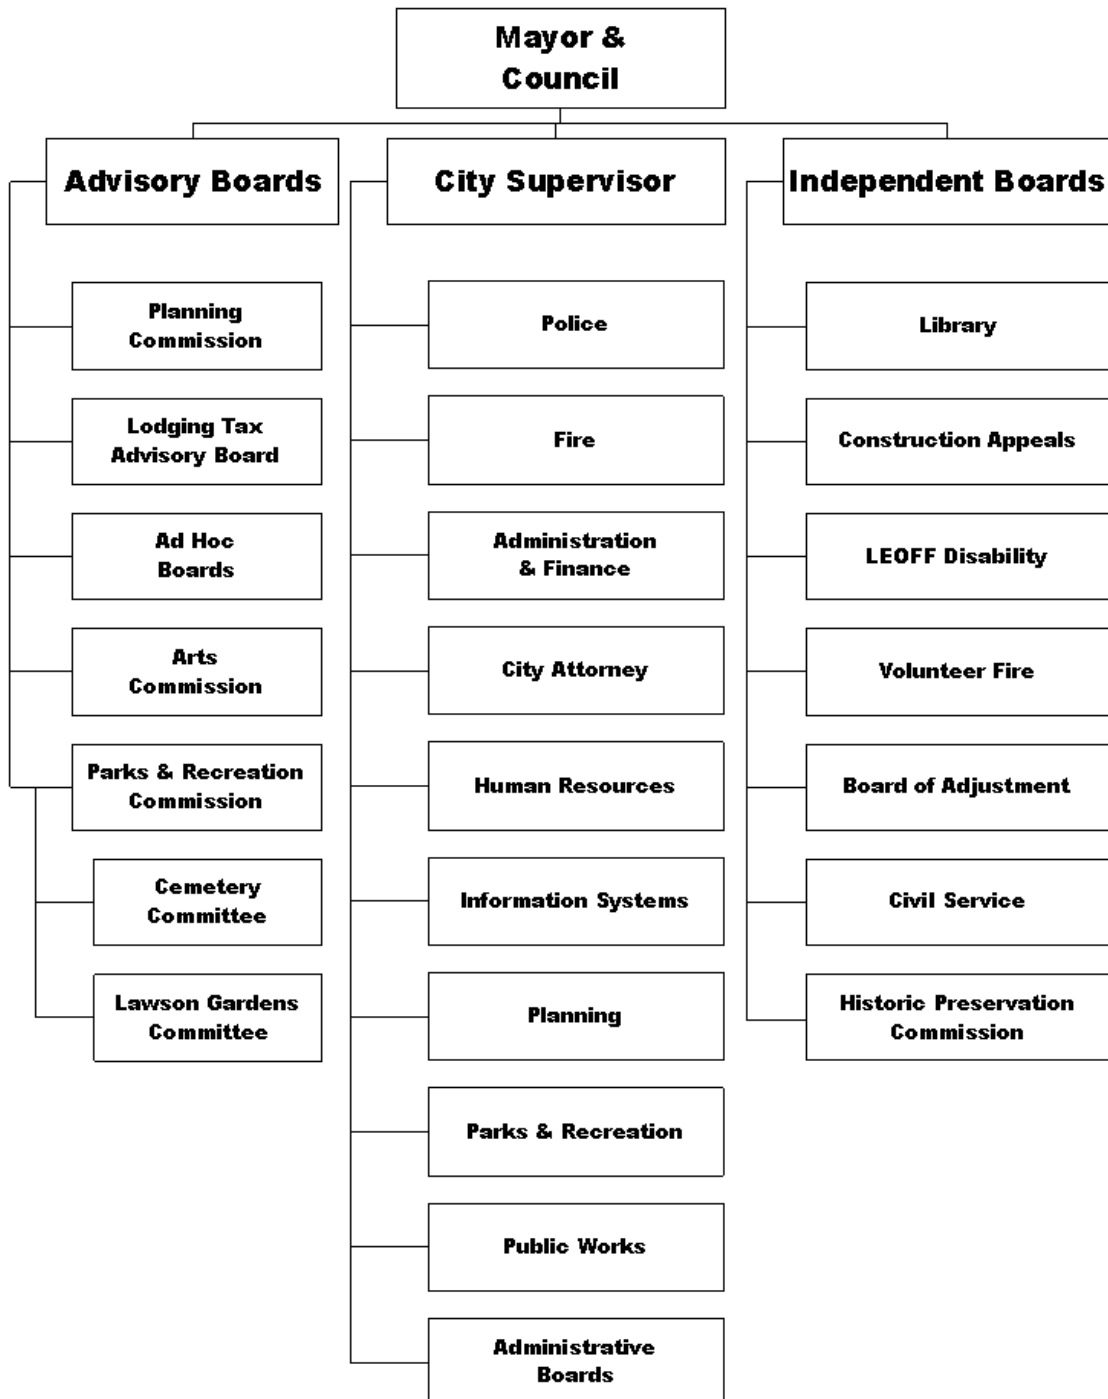 Mayor &
Council
Advisory Boards
City Supervisor
Independent Boards
Planning
Commission
Lodging Tax
Advisory Board
Ad Hoc
Boards
Arts
Commission
Parks & Recreation
Commission
Cemetery
Committee
Lawson Gardens
Committee
Police
Fire
Administration
& Finance
City Attorney
Human Resources
Information Systems
Planning
Parks & Recreation
Public Works
Administrative
Boards
Library
Construction Appeals
LEOFF Disability
Volunteer Fire
Board of Adjustment
Civil Service
Historic Preservation
Commission